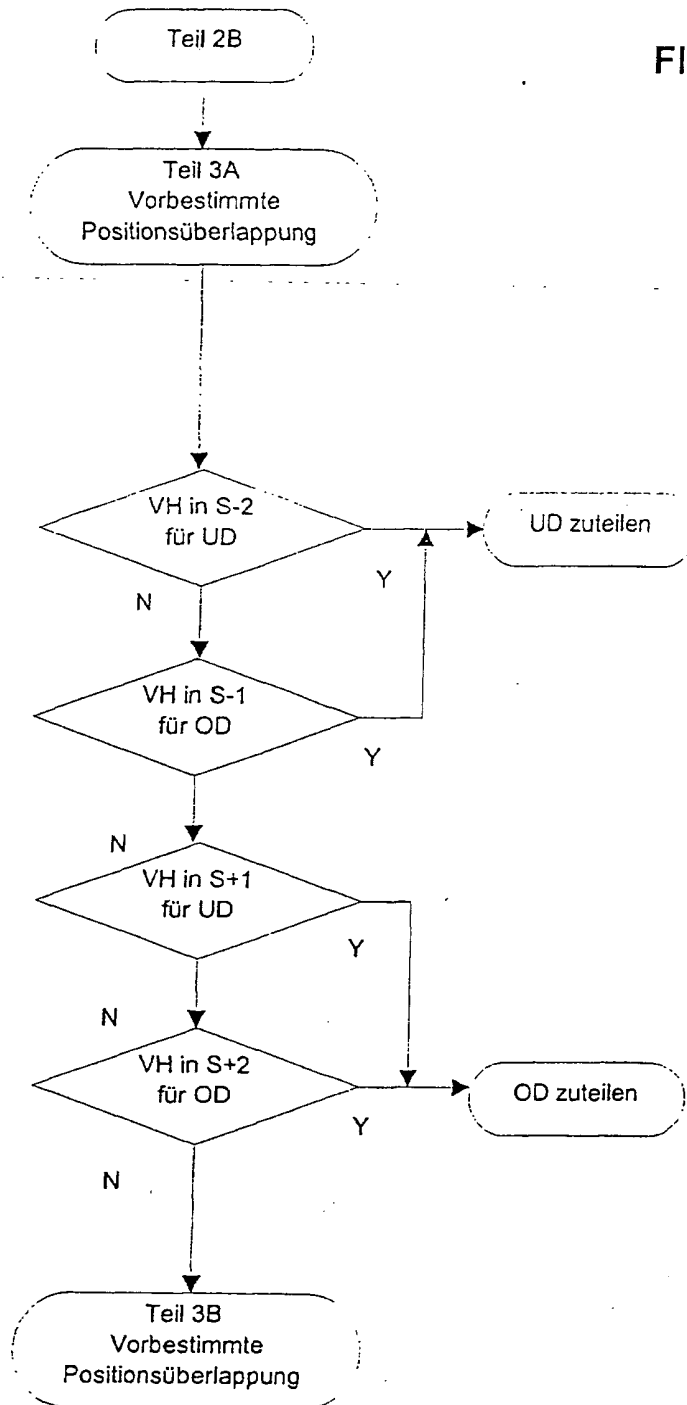 Teil 2B
Teil 3A
Vorbestimmte
Positionsüberlappung
VH in S-2
für UD
Y
UD zuteilen
N
VH in S-1
für OD
Y
N
VH in S+1
für UD
Y
N
VH in S+2
für OD
Y
OD zuteilen
N
Teil 3B
Vorbestimmte
Positionsüberlappung